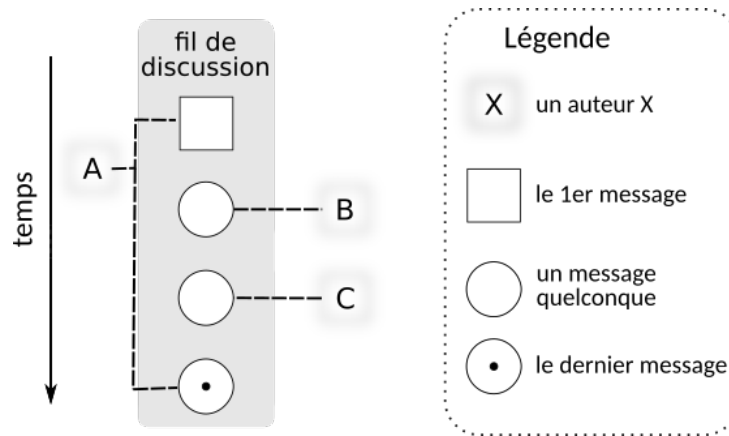 fil de
discussion
A
B
C
temps
Légende
X un auteur X
le 1er message
un message
quelconque
le dernier message